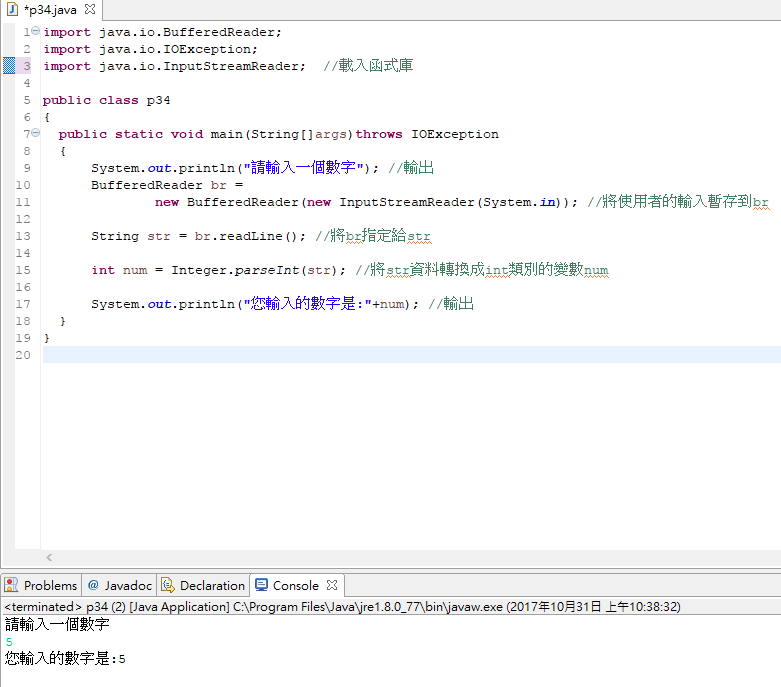 *p34.java
1 import java.io.BufferedReader;
2 import java.io.IOException;
3 import java.io.InputStreamReader;  //載入函式庫
4
5 public class p34
6 {
7   public static void main(String[]args)throws IOException
8   {
9       System.out.println("請輸入一個數字"); //輸出
10      BufferedReader br =
11              new BufferedReader(new InputStreamReader(System.in)); //將使用者的輸入暫存到br
12
13      String str = br.readLine(); //將br指定給str
14
15      int num = Integer.parseInt(str); //將str資料轉換成int類別的變數num
16
17      System.out.println("您輸入的數字是:"+num); //輸出
18  }
19 }
20
Problems @ Javadoc Declaration Console
<terminated> p34 (2) [Java Application] C:\Program Files\Java\jre1.8.0_77\bin\javaw.exe (2017年10月31日 上午10:38:32)
請輸入一個數字
5
您輸入的數字是:5